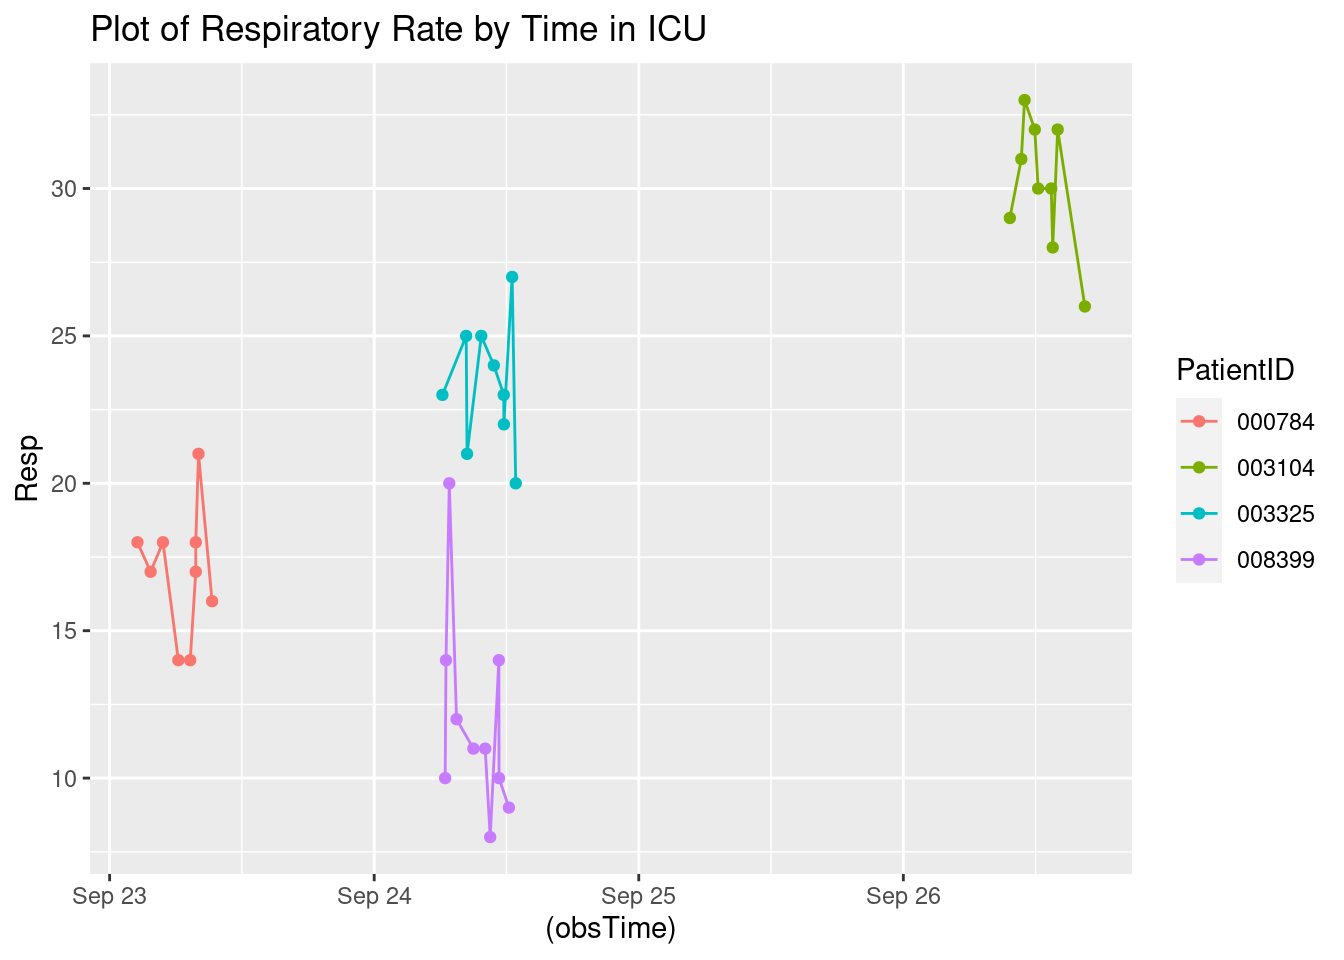 Plot of Respiratory Rate by Time in ICU
30
25
20
15
10
Resp
Sep 23
Sep 24
Sep 25
Sep 26
(obsTime)
PatientID
000784
003104
003325
008399